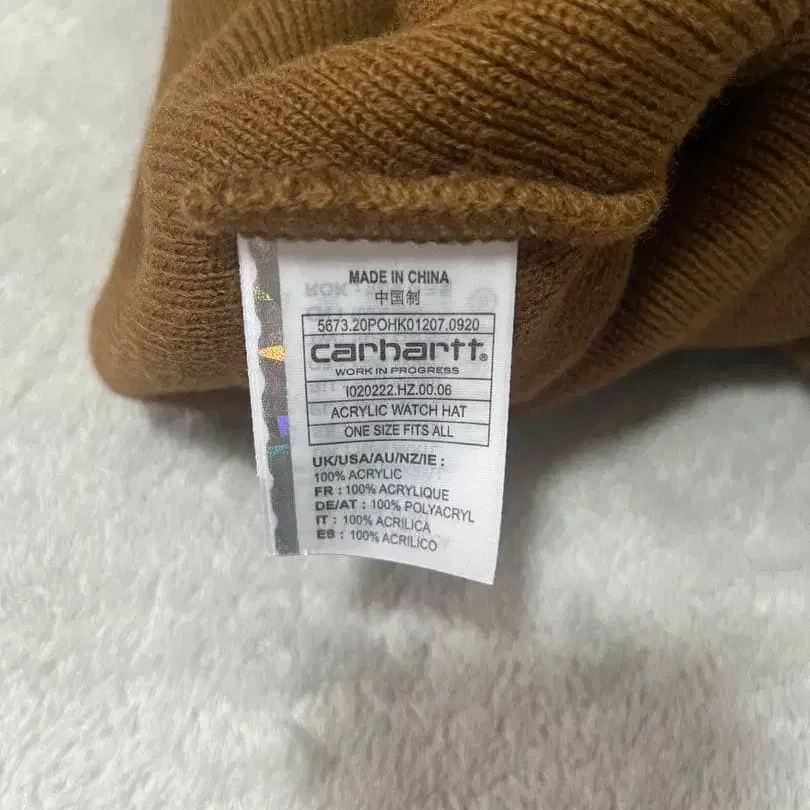 MADE IN CHINA
中国制
5673.20POHK01207.0920
carhartt®
WORK IN PROGRESS
I020222.HZ.00.06
ACRYLIC WATCH HAT
ONE SIZE FITS ALL
UK/USA/AU/NZ/IE :
100% ACRYLIC
FR : 100% ACRYLIQUE
DE/AT : 100% POLYACRYL
IT : 100% ACRILICA
ES : 100% ACRILICO